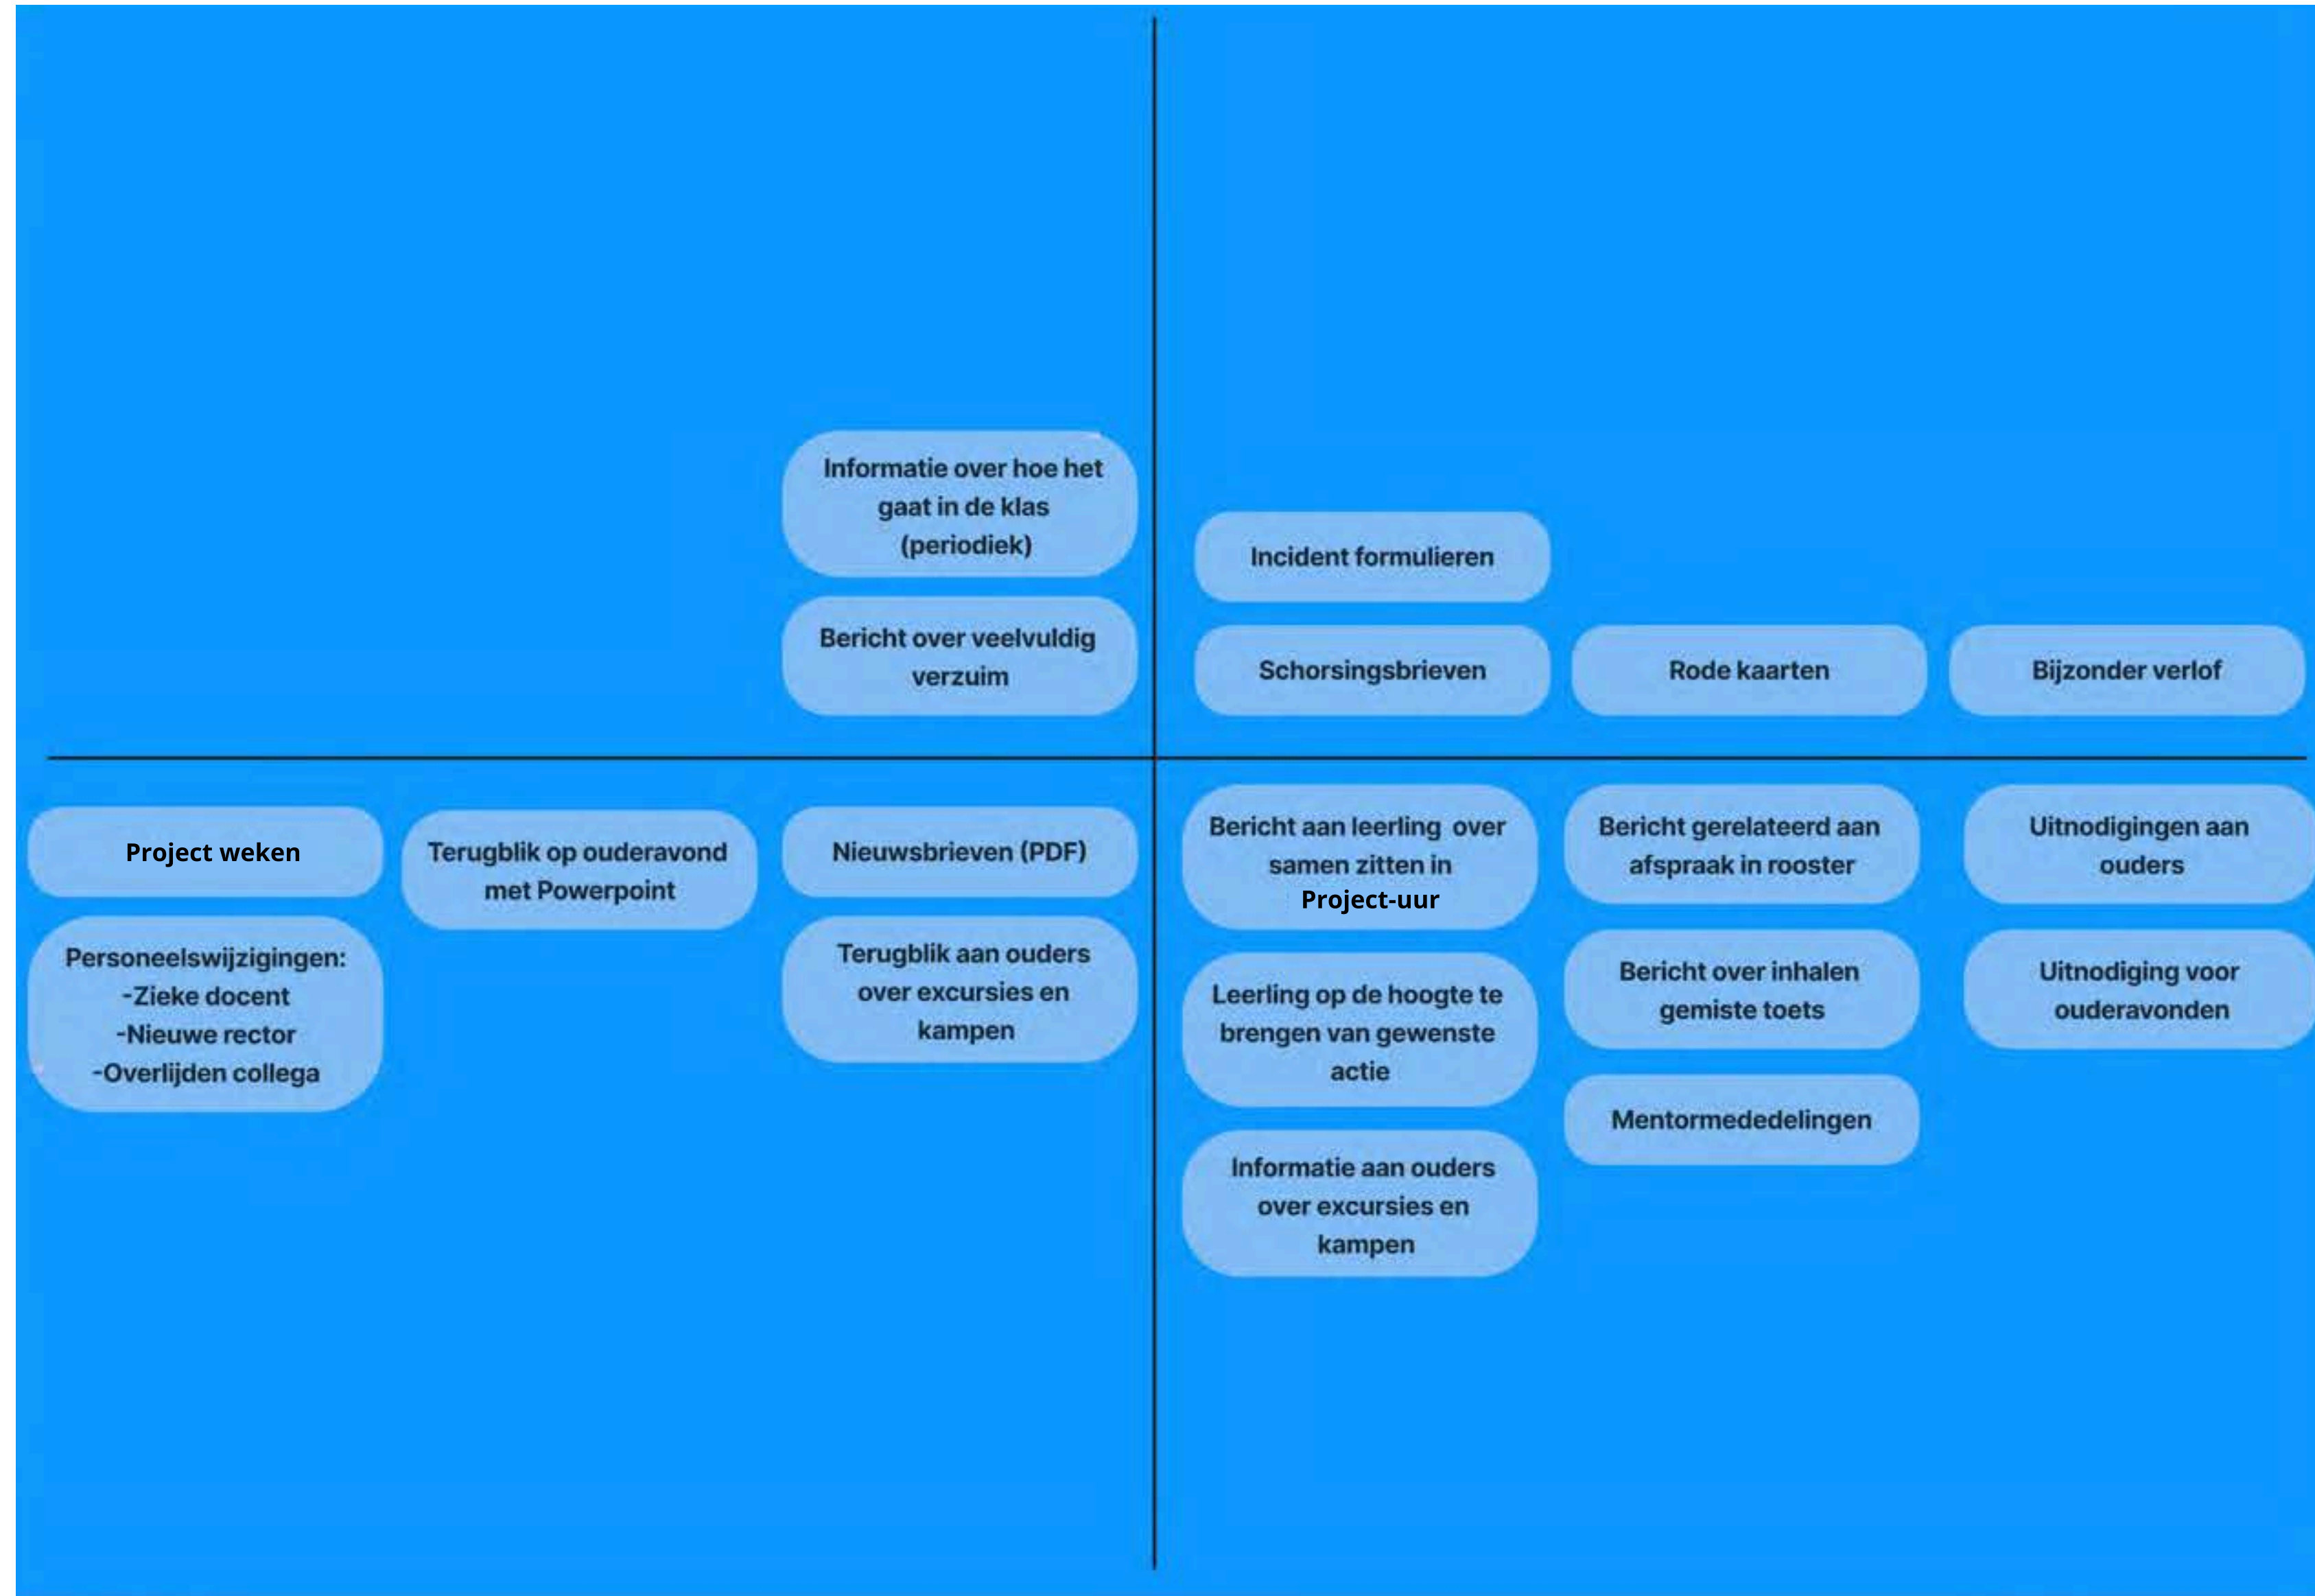 Informatie over hoe het
gaat in de klas
(periodiek)
Bericht over veelvuldig
verzuim
Incident formulieren
Schorsingsbrieven
Rode kaarten
Bijzonder verlof
Project weken
Personeelswijzigingen:
-Zieke docent
-Nieuwe rector
-Overlijden collega
Terugblik op ouderavond
met Powerpoint
Nieuwsbrieven (PDF)
Terugblik aan ouders
over excursies en
kampen
Bericht aan leerling over
samen zitten in
Project-uur
Leerling op de hoogte te
brengen van gewenste
actie
Informatie aan ouders
over excursies en
kampen
Bericht gerelateerd aan
afspraak in rooster
Bericht over inhalen
gemiste toets
Mentormededelingen
Uitnodigingen aan
ouders
Uitnodiging voor
ouderavonden